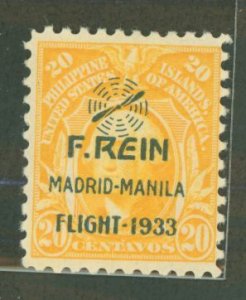 20 20
PHILIPPINE ISLANDS
UNITED STATES OF AMERICA
F.REIN
MADRID-MANILA
FLIGHT-1933
20 CENTAVOS 20